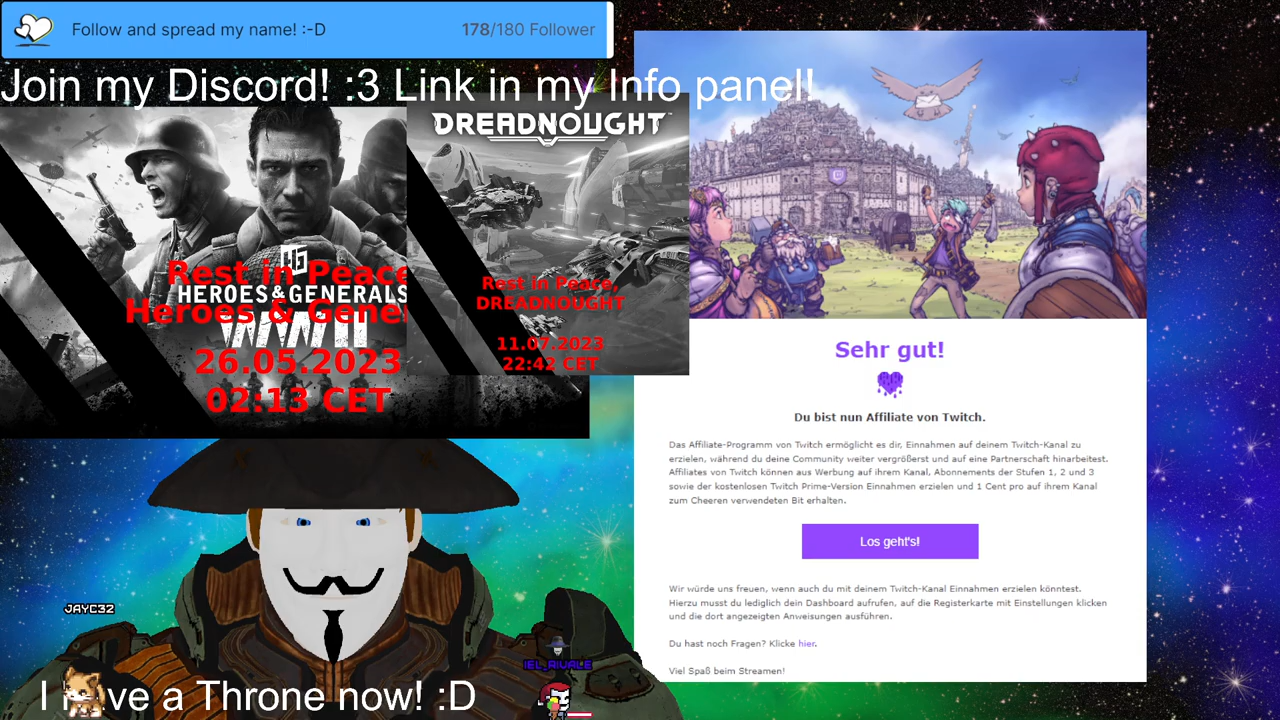 Follow and spread my name! :-D
178/180 Follower
Join my Discord! :3 Link in my Info panel!
DREADNOUGHT
Rest in Peace,
DREADNOUGHT
11.07.2023
22:42 CET
Rest in Peace
HEROES & GENERALS
Heroes & Gene
WWII
26.05.2023
02:13 CET
Sehr gut!
Du bist nun Affiliate von Twitch.
Das Affiliate-Programm von Twitch ermöglicht es dir, Einnahmen auf deinem Twitch-Kanal zu
erzielen, während du deine Community weiter vergrößerst und auf eine Partnerschaft hinarbeitest.
Affiliates von Twitch können aus Werbung auf ihrem Kanal, Abonnements der Stufen 1, 2 und 3
sowie der kostenlosen Twitch Prime-Version Einnahmen erzielen und 1 Cent pro auf ihrem Kanal
zum Cheeren verwendeten Bit erhalten.
Los geht's!
Wir würde uns freuen, wenn auch du mit deinem Twitch-Kanal Einnahmen erzielen könntest.
Hierzu musst du lediglich dein Dashboard aufrufen, auf die Registerkarte mit Einstellungen klicken
und die dort angezeigten Anweisungen ausführen.
Du hast noch Fragen? Klicke hier.
Viel Spaß beim Streamen!
JAYC32
IEL_RIVALE
I ve a Throne now! :D